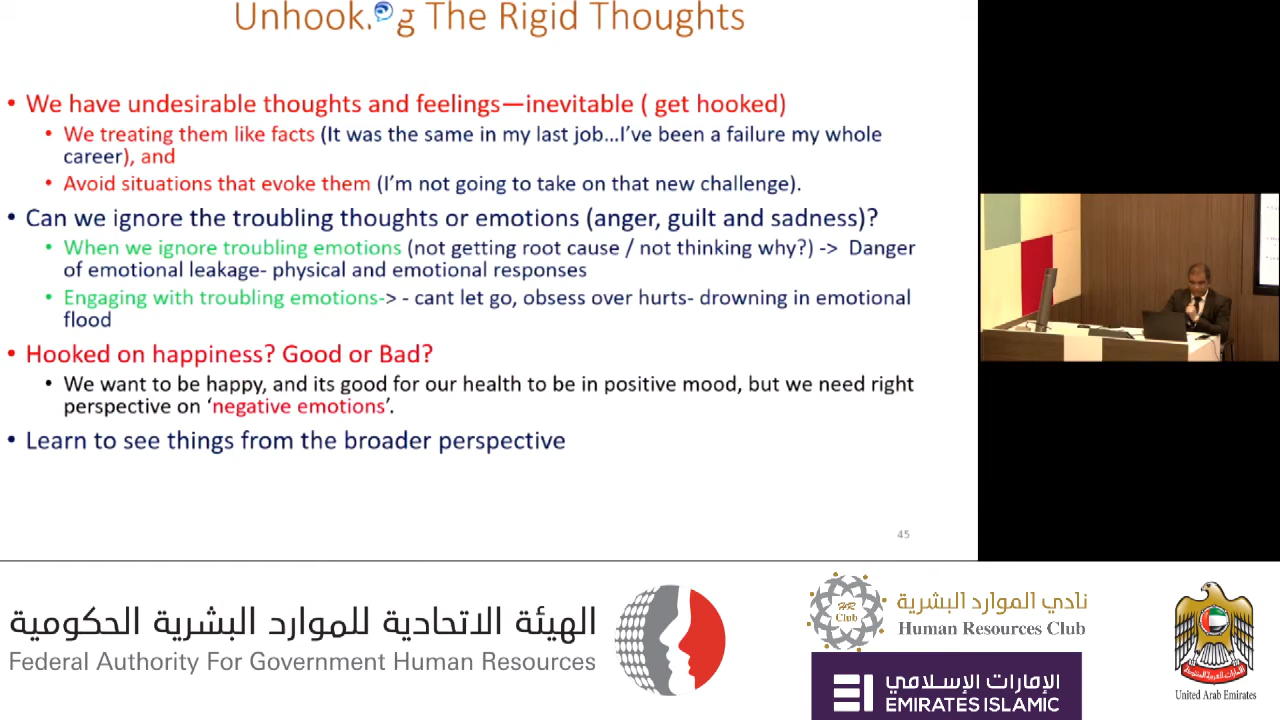 Unhook.g The Rigid Thoughts
• We have undesirable thoughts and feelings—inevitable ( get hooked)
• We treating them like facts (It was the same in my last job...I've been a failure my whole
career), and
• Avoid situations that evoke them (I'm not going to take on that new challenge).
• Can we ignore the troubling thoughts or emotions (anger, guilt and sadness)?
• When we ignore troubling emotions (not getting root cause / not thinking why?) -> Danger
of emotional leakage- physical and emotional responses
• Engaging with troubling emotions-> - cant let go, obsess over hurts- drowning in emotional
flood
• Hooked on happiness? Good or Bad?
• We want to be happy, and its good for our health to be in positive mood, but we need right
perspective on ‘negative emotions’.
• Learn to see things from the broader perspective
45
الهيئة الاتحادية للموارد البشرية الحكومية
Federal Authority For Government Human Resources
HR
Club
نادي الموارد البشرية
Human Resources Club
الإمارات الإسلامي
EMIRATES ISLAMIC
United Arab Emirates